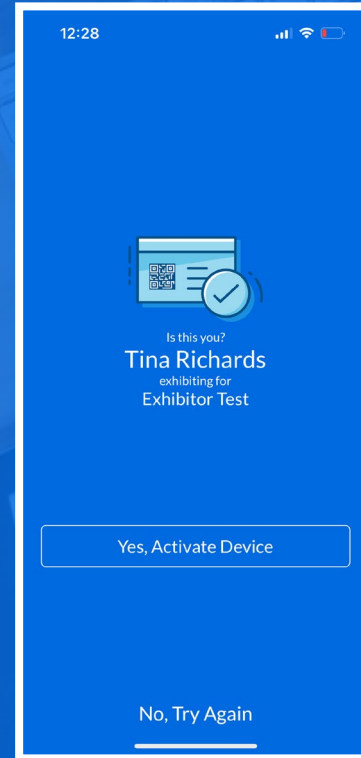 12:28
Is this you?
Tina Richards
exhibiting for
Exhibitor Test
Yes, Activate Device
No, Try Again